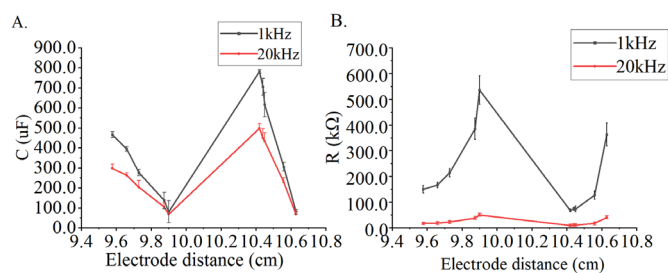 A.
1kHz
20kHz
900.0
800.0
700.0
600.0
500.0
400.0
300.0
200.0
100.0
0.0
C (uF)
9.4 9.6 9.8 10.0 10.2 10.4 10.6 10.8
Electrode distance (cm)
B.
1kHz
20kHz
700.0
600.0
500.0
400.0
300.0
200.0
100.0
0.0
R (kΩ)
9.4 9.6 9.8 10.0 10.2 10.4 10.6 10.8
Electrode distance (cm)